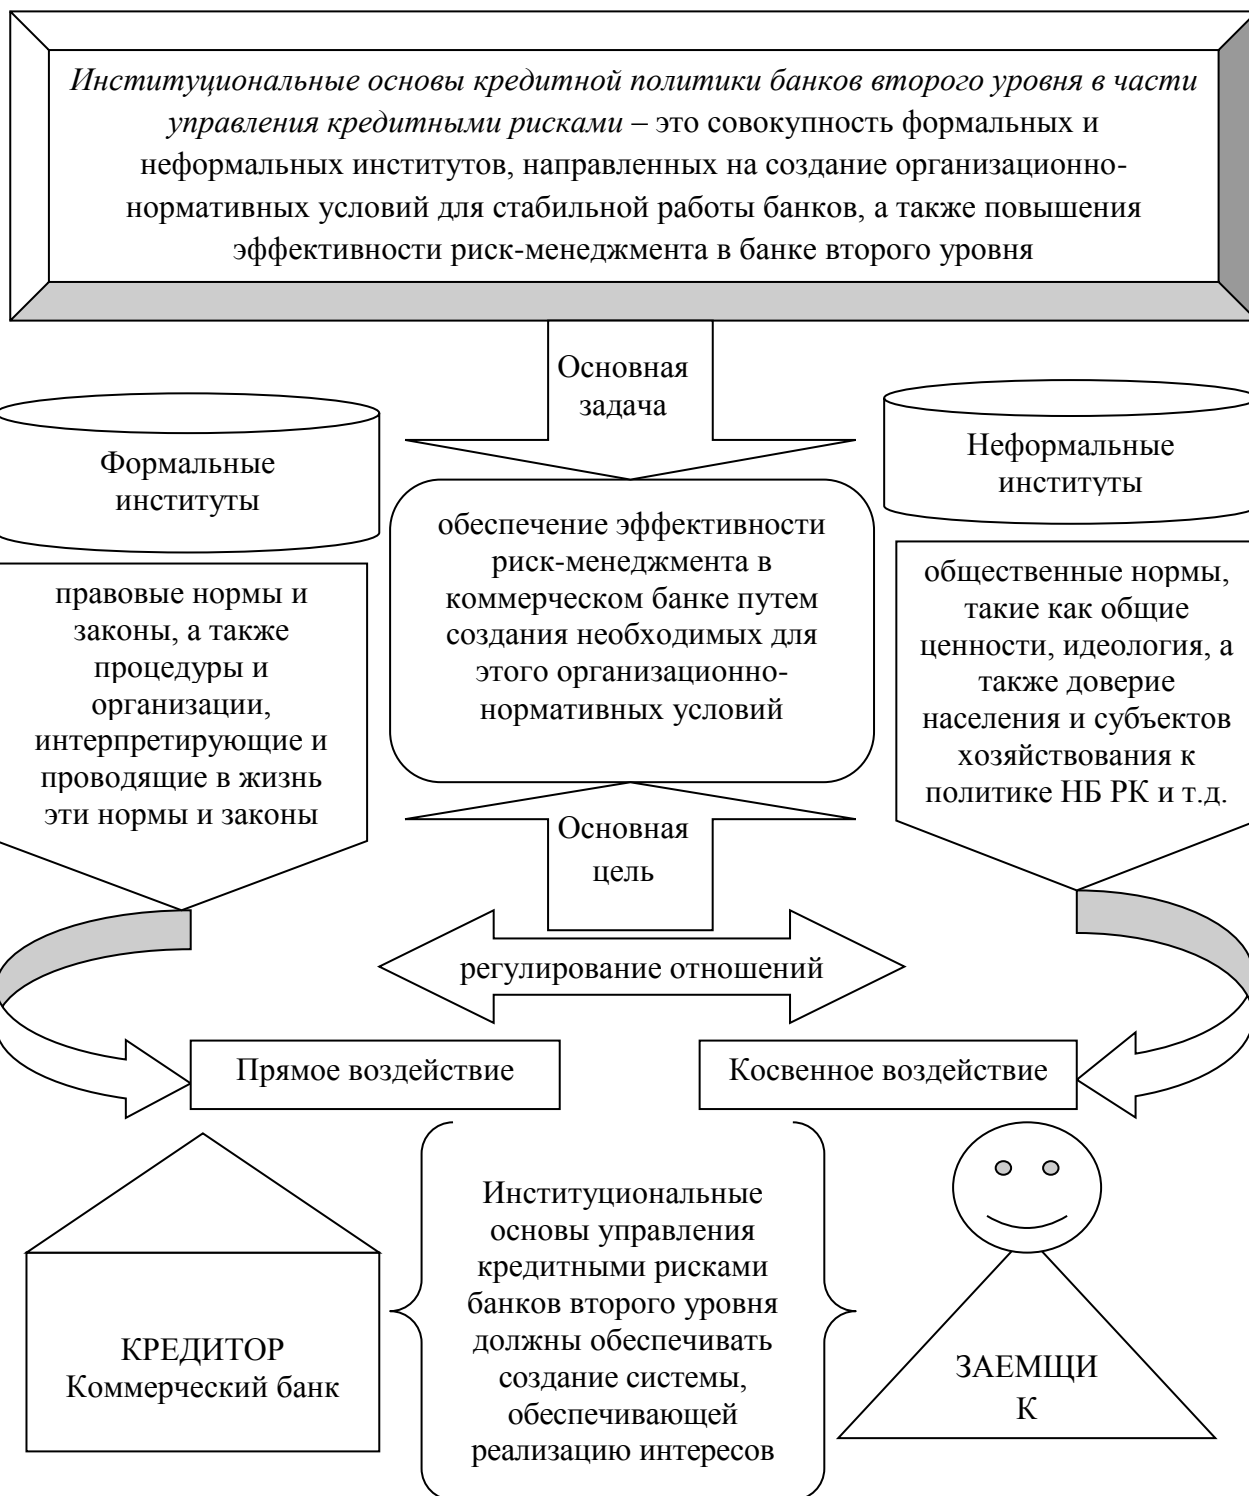 Институциональные основы кредитной политики банков второго уровня в части
управления кредитными рисками – это совокупность формальных и
неформальных институтов, направленных на создание организационно-
нормативных условий для стабильной работы банков, а также повышения
эффективности риск-менеджмента в банке второго уровня
Основная
задача
Формальные
институты
Неформальные
институты
обеспечение эффективности
риск-менеджмента в
коммерческом банке путем
создания необходимых для
этого организационно-
нормативных условий
правовые нормы и
законы, а также
процедуры и
организации,
интерпретирующие и
проводящие в жизнь
эти нормы и законы
общественные нормы,
такие как общие
ценности, идеология, а
также доверие
населения и субъектов
хозяйствования к
политике НБ РК и т.д.
Основная
цель
регулирование отношений
Прямое воздействие
Косвенное воздействие
КРЕДИТОР
Коммерческий банк
Институциональные
основы управления
кредитными рисками
банков второго уровня
должны обеспечивать
создание системы,
обеспечивающей
реализацию интересов
ЗАЕМЩИ
К